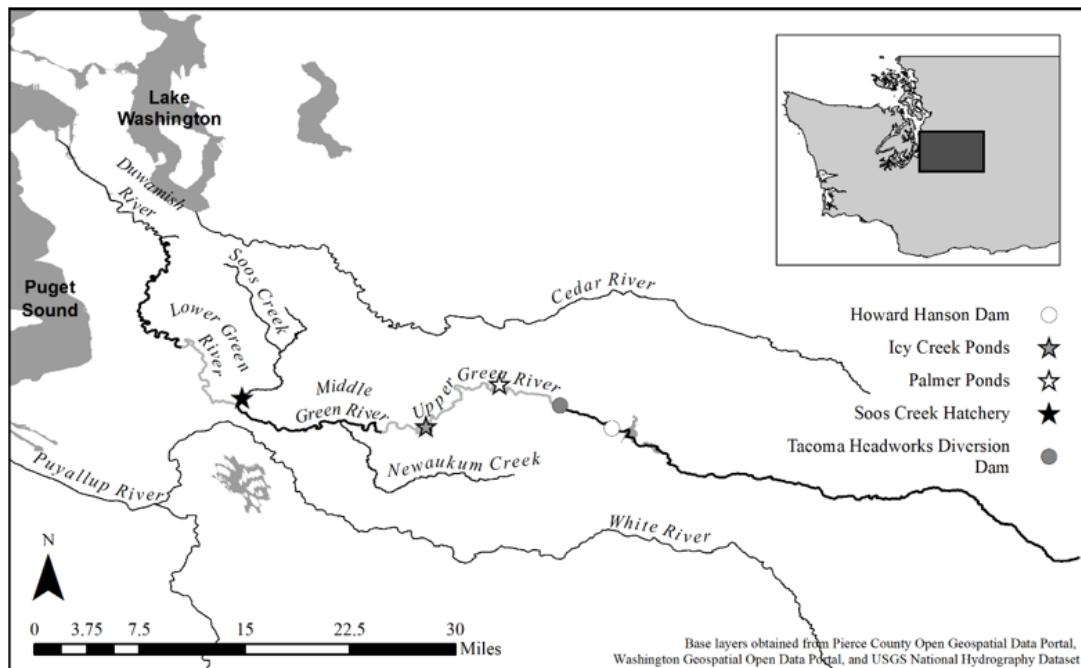 Lake
Washington
Duwamish
River
Soos Creek
Puget
Sound
Lower Green
River
Cedar River
Middle
Green River
Upper Green River
Newaukum Creek
Puyallup River
White River
Howard Hanson Dam
Icy Creek Ponds
Palmer Ponds
Soos Creek Hatchery
Tacoma Headworks Diversion
Dam
N
0 3.75 7.5 15 22.5 30
Miles
Base layers obtained from Pierce County Open Geospatial Data Portal,
Washington Geospatial Open Data Portal, and USGS National Hydrography Dataset